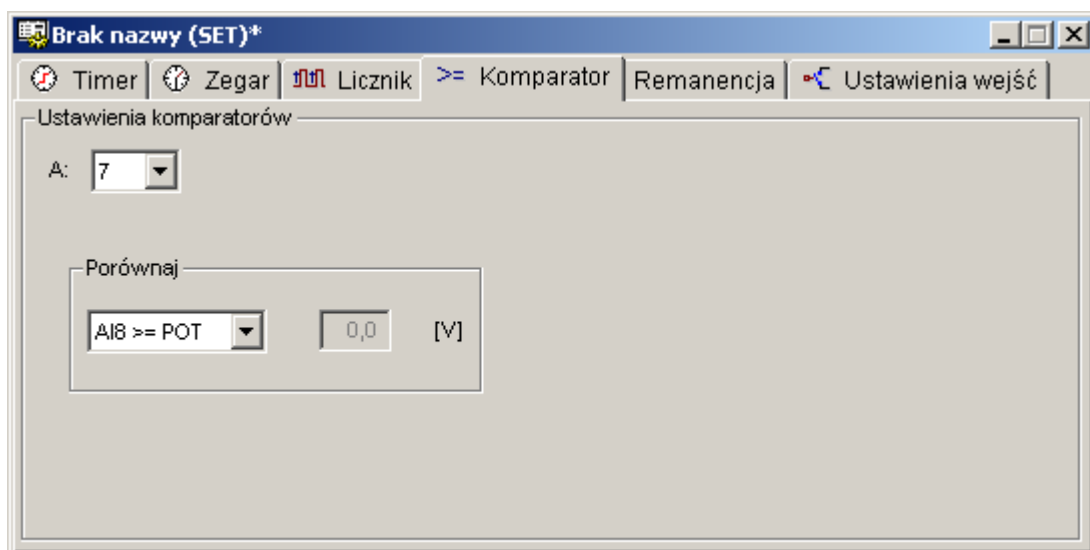 Brak nazwy (SET)*
Timer Zegar Licznik >= Komparator Remanencja Ustawienia wejść
Ustawienia komparatorów
A: 7
Porównaj
AI8 >= POT 0,0 [V]